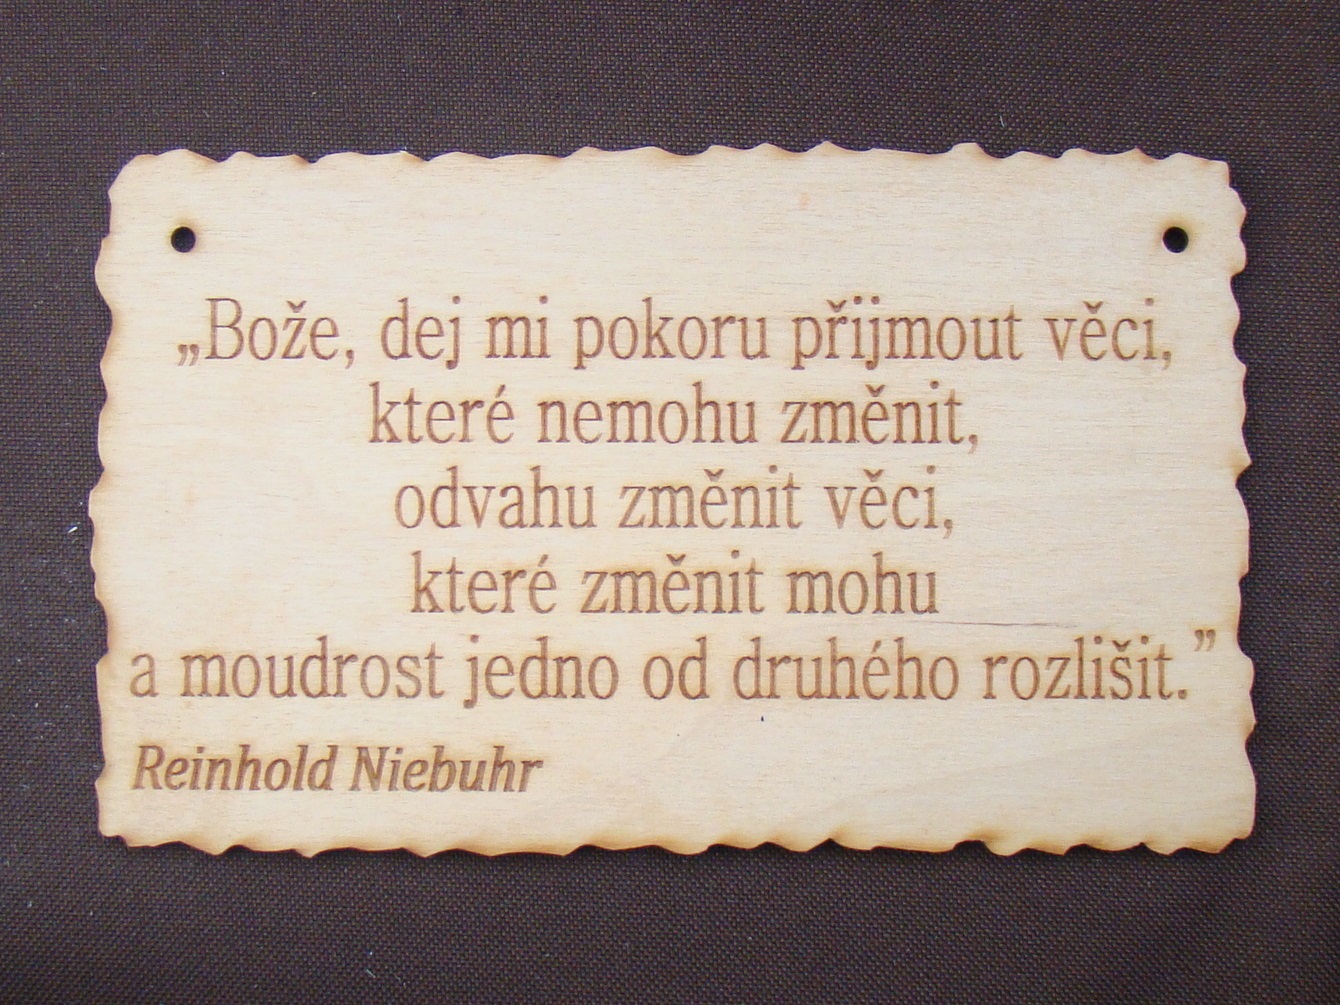 „Bože, dej mi pokoru přijmout věci,
které nemohu změnit,
odvahu změnit věci,
které změnit mohu
a moudrost jedno od druhého rozlišit.”
Reinhold Niebuhr